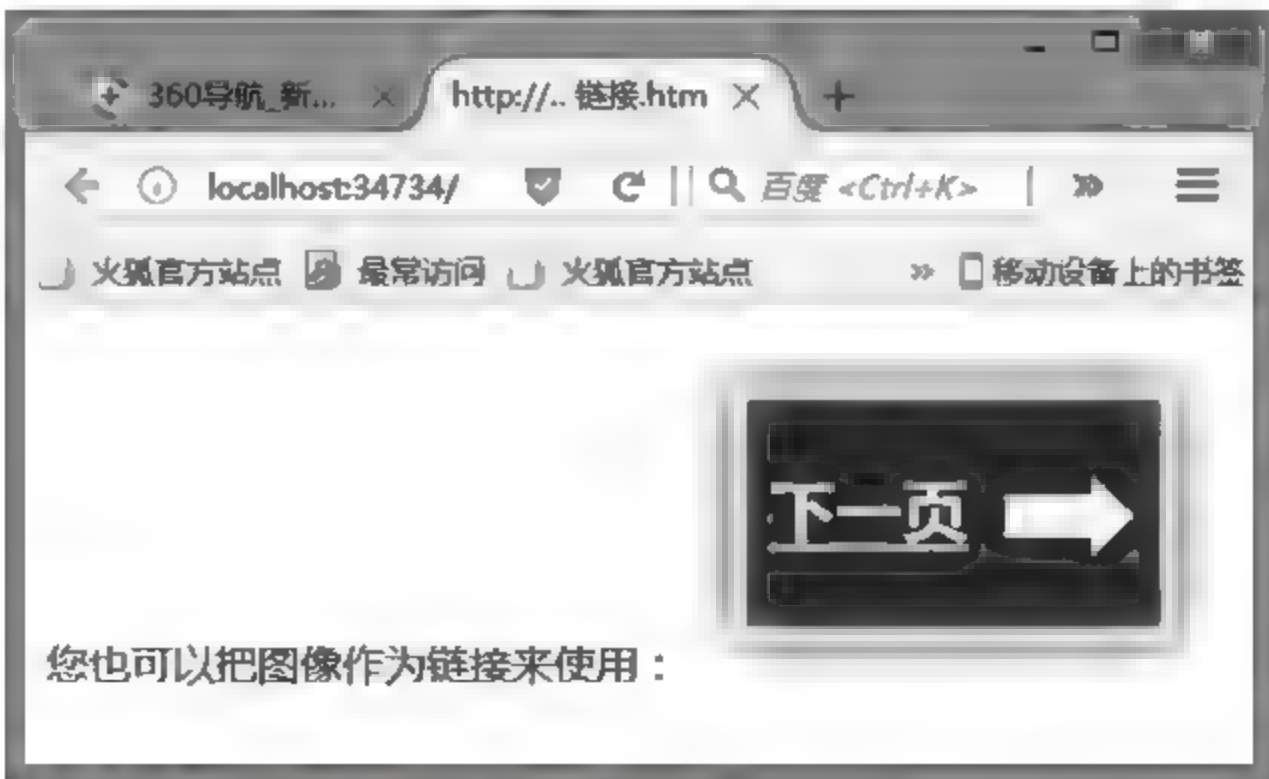 360导航_新...
http://.. 链接.htm
localhost:34734/
百度 <Ctrl+K>
火狐官方站点 最常访问 火狐官方站点 移动设备上的书签
下一页
您也可以把图像作为链接来使用：